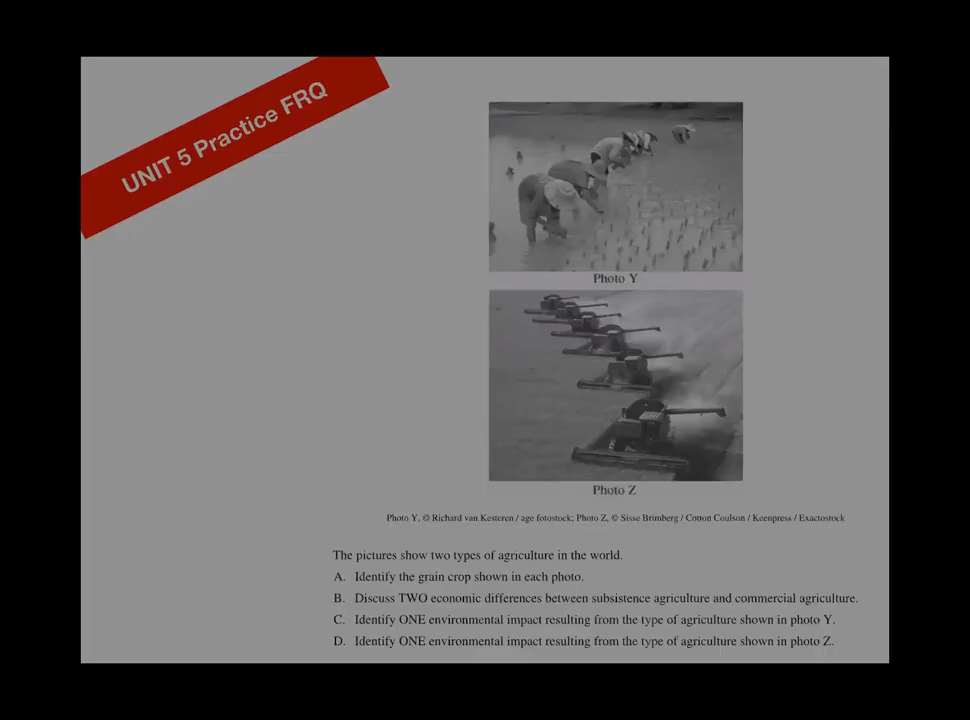 UNIT 5 Practice FRQ
Photo Y
Photo Z
Photo Y, © Richard van Kesteren / age fotostock; Photo Z, © Sisse Brimberg / Cotton Coulson / Keenpress / Exactostock
The pictures show two types of agriculture in the world.
A. Identify the grain crop shown in each photo.
B. Discuss TWO economic differences between subsistence agriculture and commercial agriculture.
C. Identify ONE environmental impact resulting from the type of agriculture shown in photo Y.
D. Identify ONE environmental impact resulting from the type of agriculture shown in photo Z.